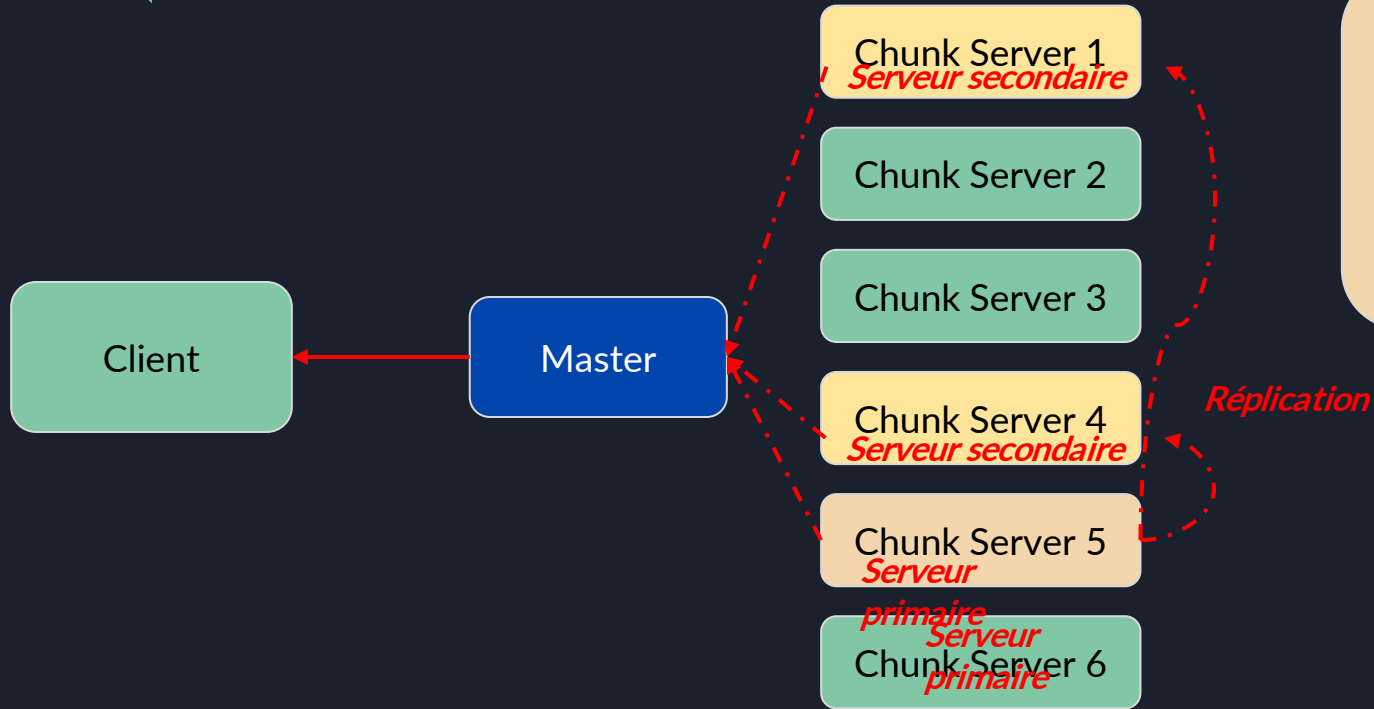 Chunk Server 1
Serveur secondaire
Chunk Server 2
Chunk Server 3
Client
Master
Réplication
Chunk Server 4
Serveur secondaire
Chunk Server 5
Serveur
primaire
Serveur
Chunk Server 6
primaire